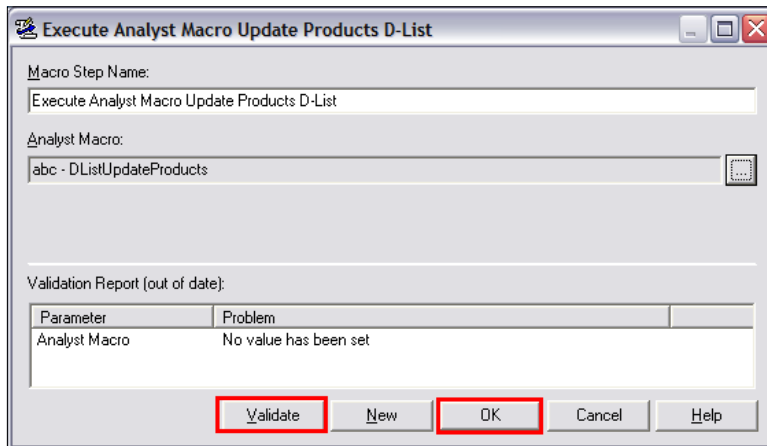 Execute Analyst Macro Update Products D-List
Macro Step Name:
Execute Analyst Macro Update Products D-List
Analyst Macro:
abc - DListUpdateProducts
...
Validation Report (out of date):
Parameter Problem
Analyst Macro No value has been set
Validate New OK Cancel Help